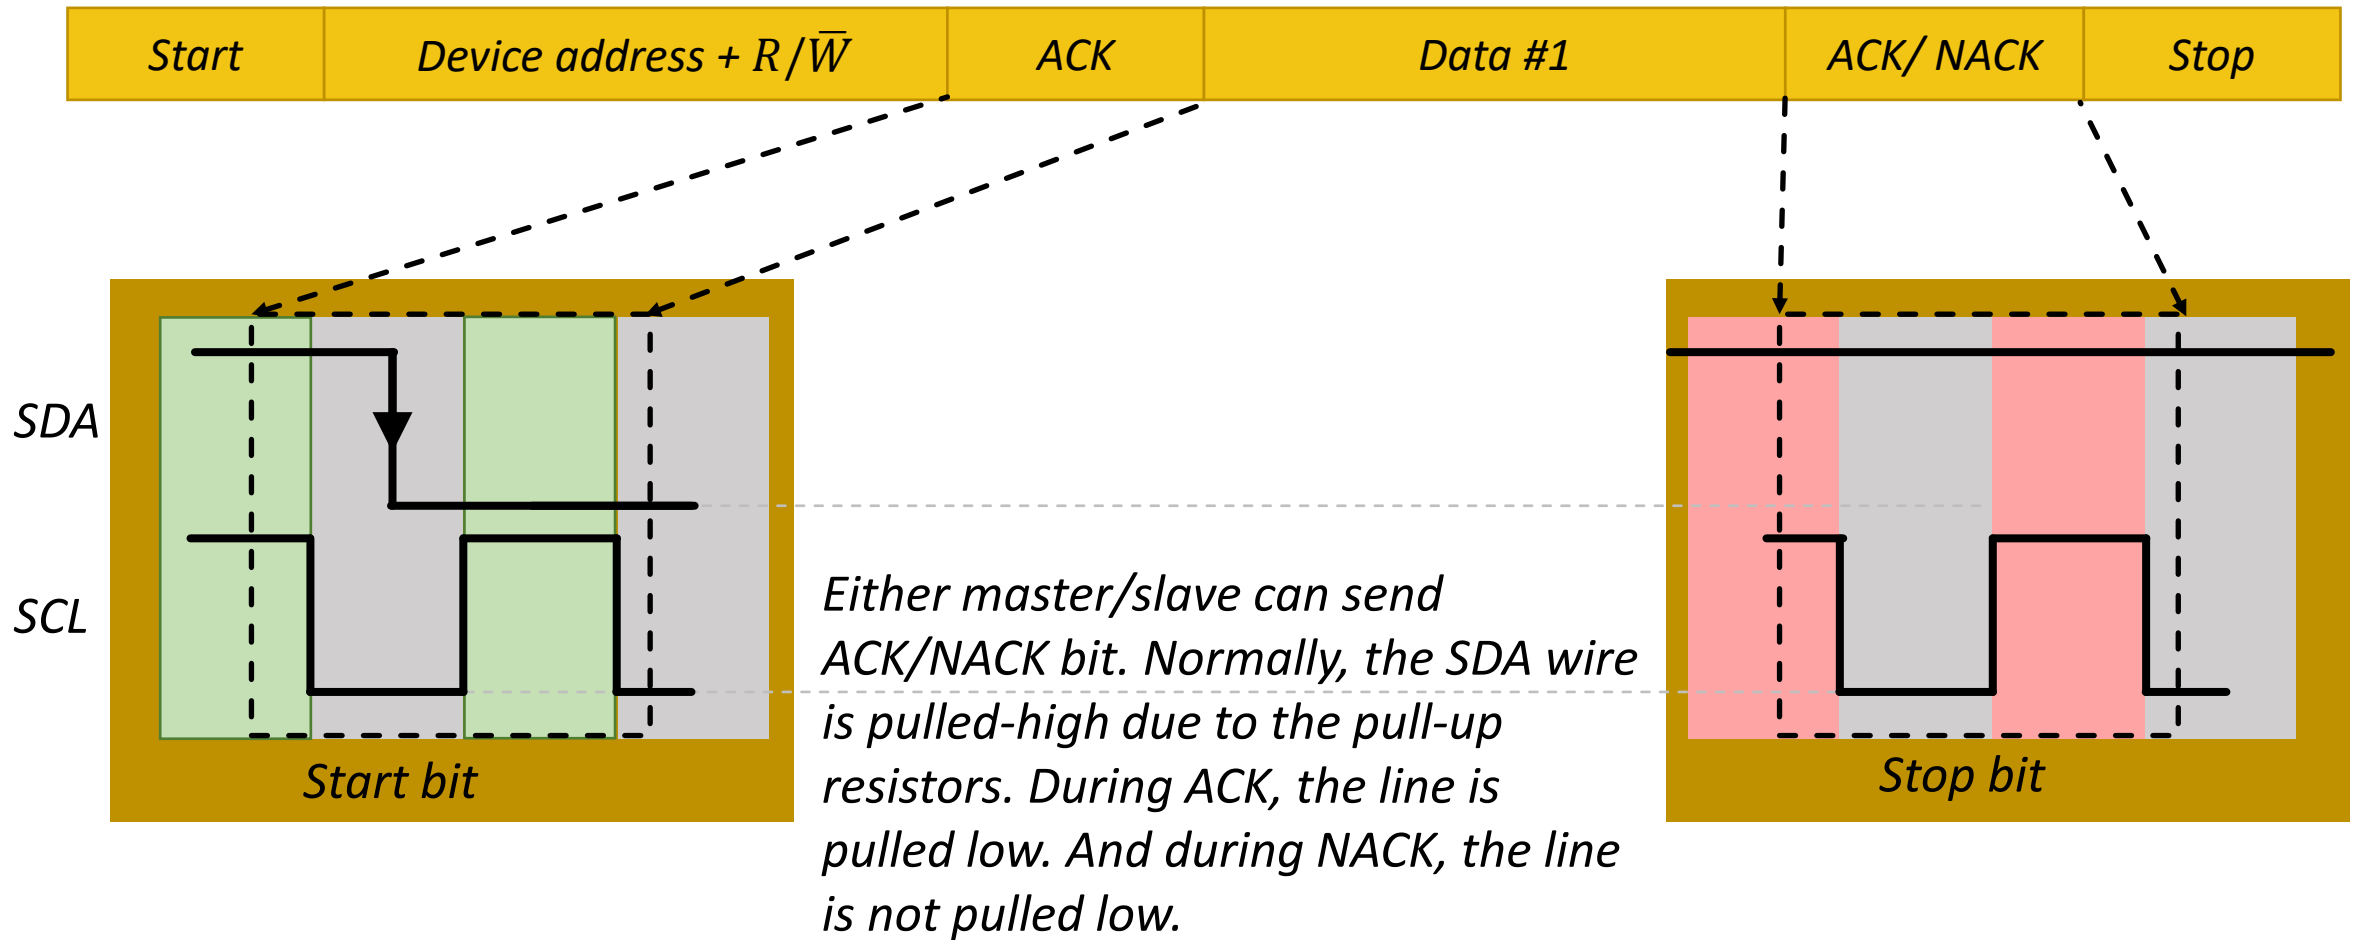 Start
Device address + R/W̅
ACK
Data #1
ACK/ NACK
Stop
SDA
SCL
Start bit
Either master/slave can send
ACK/NACK bit. Normally, the SDA wire
is pulled-high due to the pull-up
resistors. During ACK, the line is
pulled low. And during NACK, the line
is not pulled low.
Stop bit